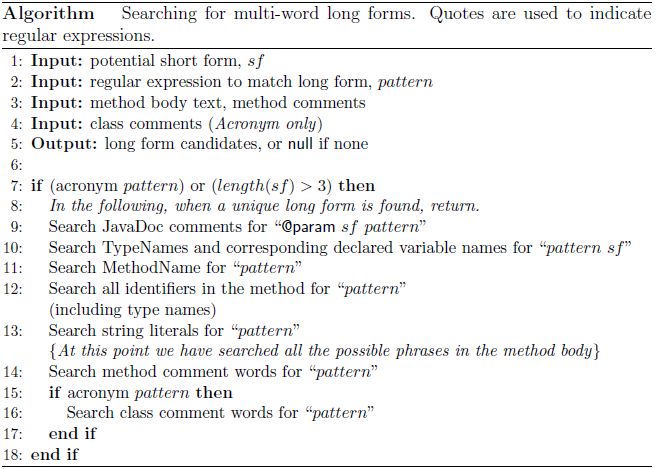 Algorithm Searching for multi-word long forms. Quotes are used to indicate
regular expressions.
1: Input: potential short form, sf
2: Input: regular expression to match long form, pattern
3: Input: method body text, method comments
4: Input: class comments (Acronym only)
5: Output: long form candidates, or null if none
6:
7: if (acronym pattern) or (length(sf) > 3) then
8: In the following, when a unique long form is found, return.
9: Search JavaDoc comments for “@param sf pattern”
10: Search TypeNames and corresponding declared variable names for “pattern sf”
11: Search MethodName for “pattern”
12: Search all identifiers in the method for “pattern”
(including type names)
13: Search string literals for “pattern”
{At this point we have searched all the possible phrases in the method body}
14: Search method comment words for “pattern”
15: if acronym pattern then
16: Search class comment words for “pattern”
17: end if
18: end if